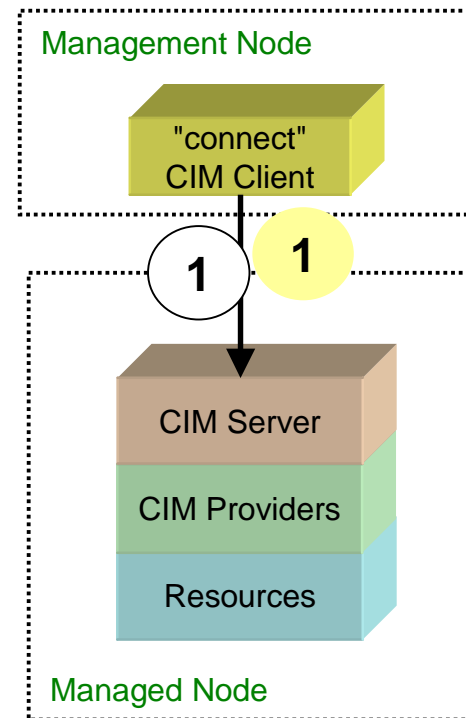 Management Node
"connect"
CIM Client
1
1
CIM Server
CIM Providers
Resources
Managed Node